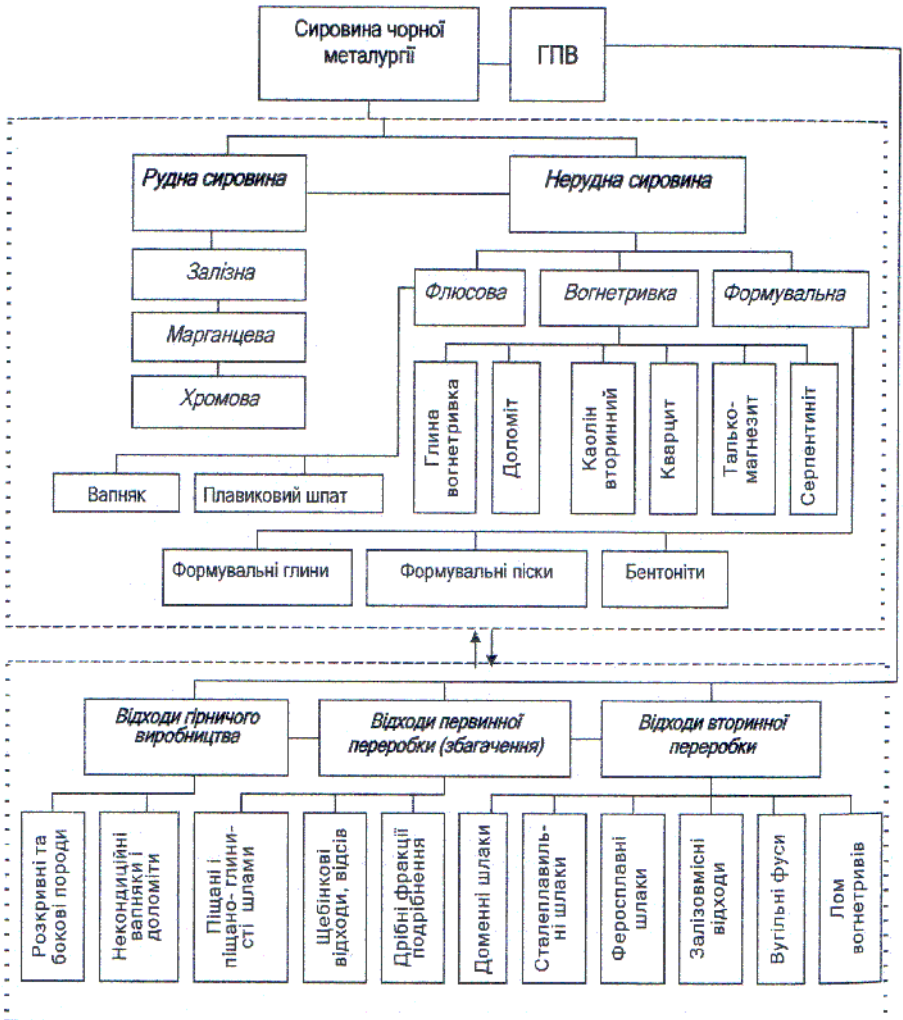 Сировина чорної
металургії
ГПВ
Рудна сировина
Нерудна сировина
Залізна
Марганцева
Хромова
Флюсова
Вогнетривка
Формувальна
Глина
вогнетривка
Доломіт
Каолін
вторинний
Кварцит
Талько-
магнезит
Серпентиніт
Вапняк
Плавиковий шпат
Формувальні глини
Формувальні піски
Бентоніти
Відходи гірничого
виробництва
Відходи первинної
переробки (збагачення)
Відходи вторинної
переробки
Розкривні та
бокові породи
Некондиційні
вапняки і
доломіти
Піщані і
піщано- глини-
сті шлами
Щебінкові
відходи, відсів
Дрібні фракції
подрібнення
Доменні шлаки
Сталеплавиль-
ні шлаки
Феросплавні
шлаки
Залізовмісні
відходи
Вугільні фуси
Лом
вогнетривів